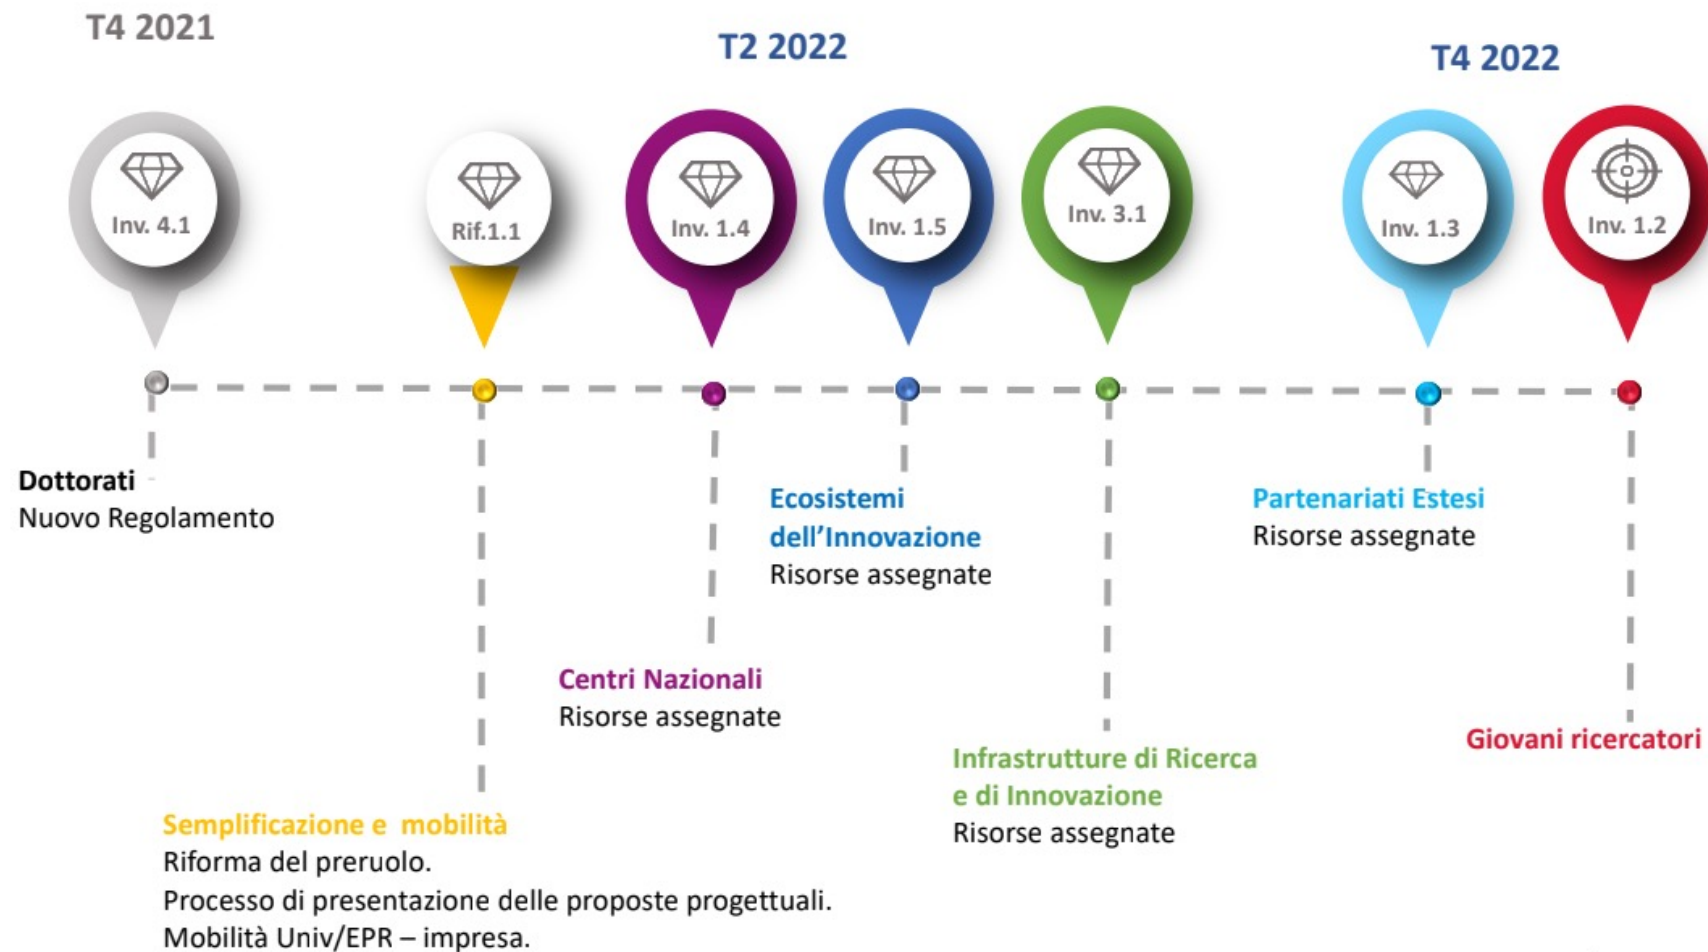 T4 2021
T2 2022
T4 2022
Inv. 4.1
Rif.1.1
Inv. 1.4
Inv. 1.5
Inv. 3.1
Inv. 1.3
Inv. 1.2
Dottorati
Nuovo Regolamento
Ecosistemi
dell’Innovazione
Risorse assegnate
Partenariati Estesi
Risorse assegnate
Centri Nazionali
Risorse assegnate
Giovani ricercatori
Infrastrutture di Ricerca
e di Innovazione
Risorse assegnate
Semplificazione e mobilità
Riforma del preruolo.
Processo di presentazione delle proposte progettuali.
Mobilità Univ/EPR – impresa.